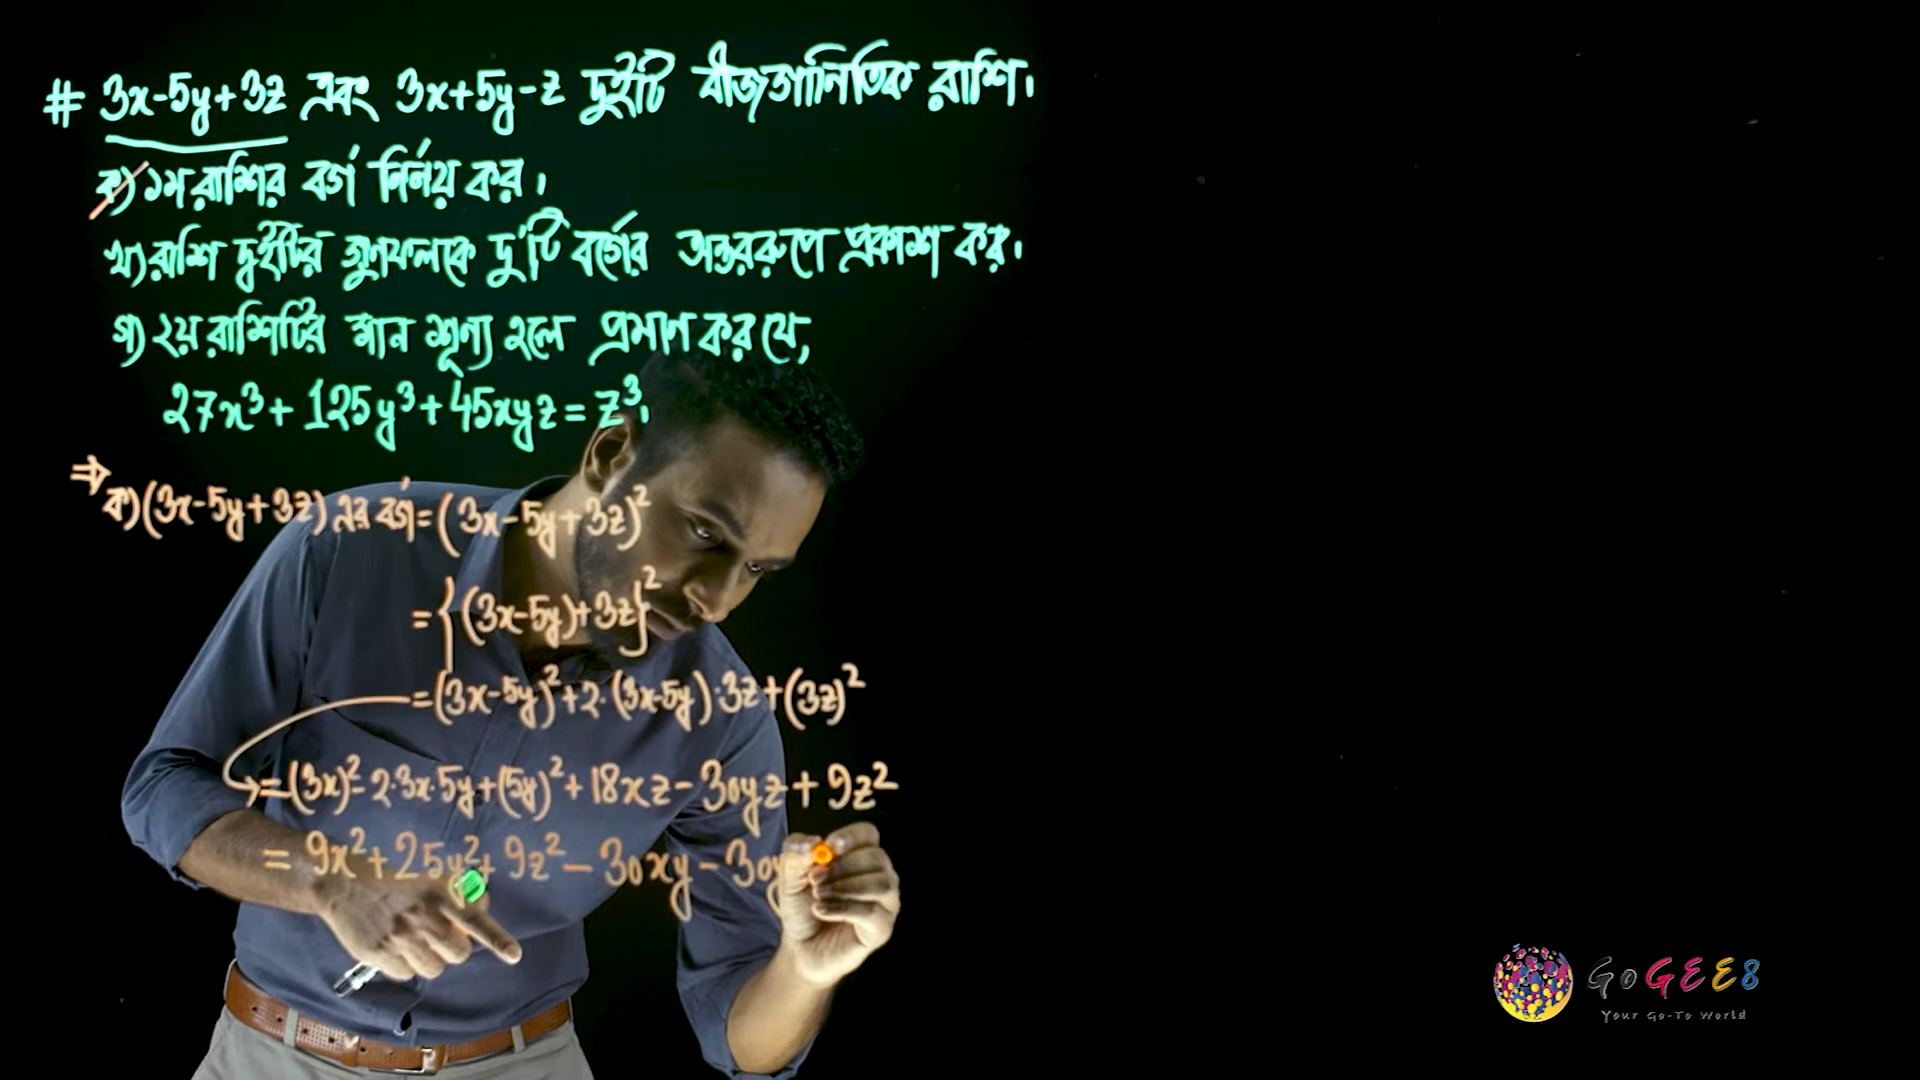 # 3x-5y+3z এবং 3x+5y-z দুইটি বীজগানিতিক রাশি।
ক) ১ম রাশির বর্গ নির্নয় কর।
খ) রাশি দুইটির গুণফলকে দু'টি বর্গের অন্তররুপে প্রকাশ কর।
গ) ২য় রাশিটির মান শূন্য হলে প্রমাণ কর যে,
27x³+125y³+45xyz=z³.
⇒ ক) (3x-5y+3z) এর বর্গ=(3x-5y+3z)²
={(3x-5y)+3z}²
=(3x-5y)²+2.(3x-5y).3z+(3z)²
=(3x)²-2.3x.5y+(5y)²+18xz-30yz+9z²
= 9x²+25y²+9z²-30xy-30y
GoGEE8
Your Go-To World